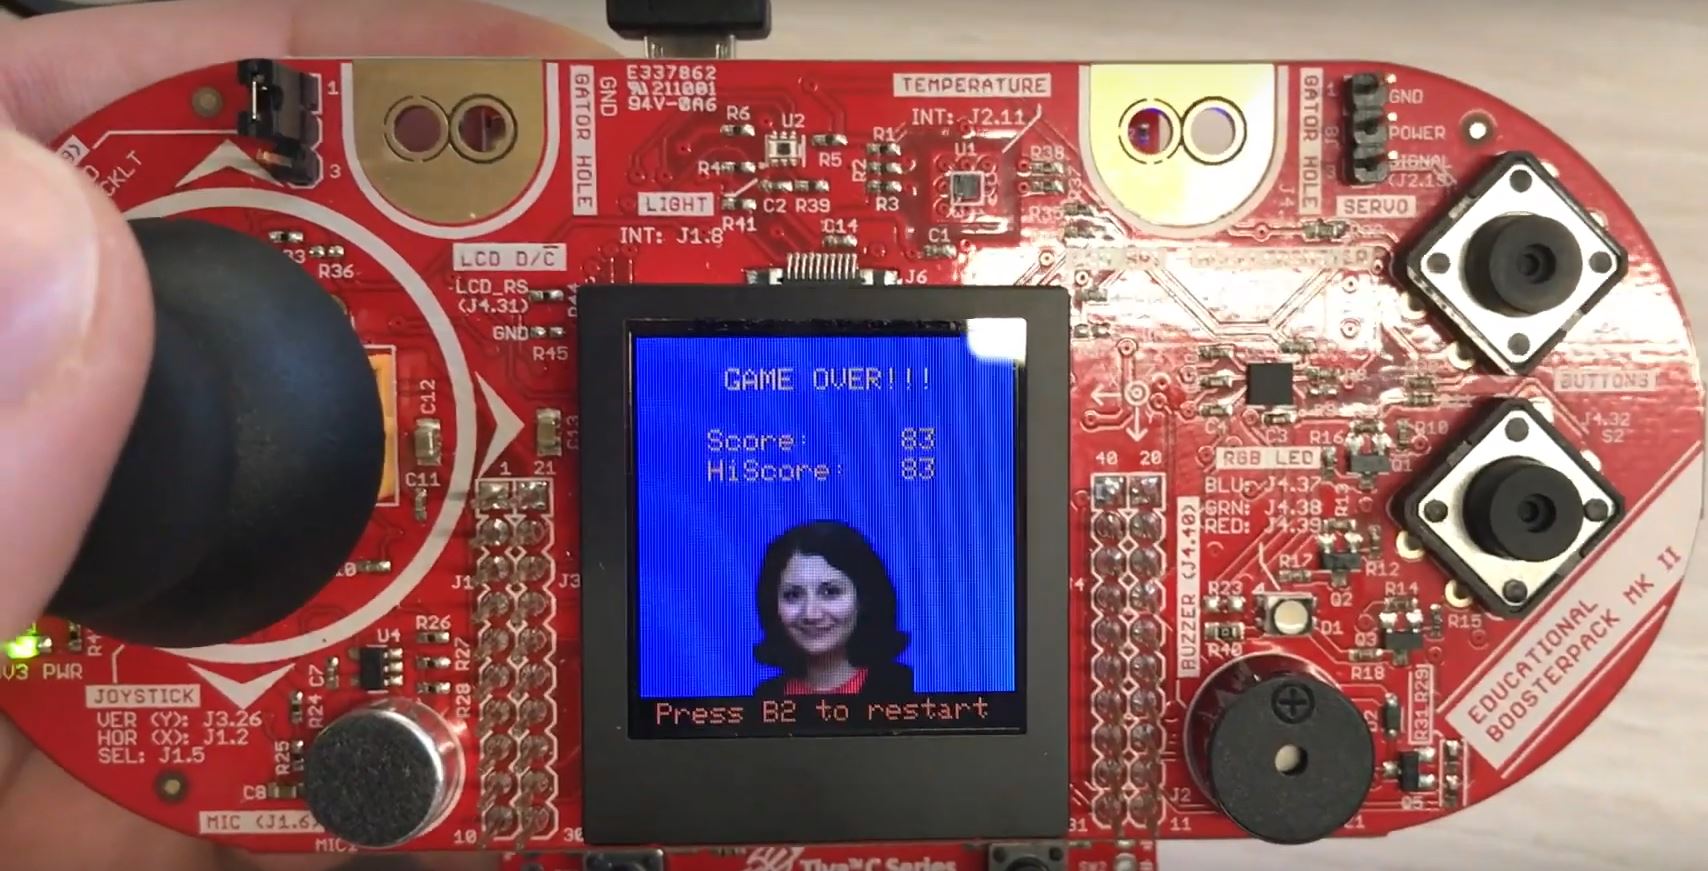 E337862
211001
94V-0A6
GND
GATOR HOLE
TEMPERATURE
INT: J2.11
GATOR HOLE
GND
POWER
SIGNAL
(J2.19)
SERVO
1
3
R6
U2
R5
R1
R2
R3
R4
U1
R38
R35
LIGHT
R41
C2 R39
INT: J1.8
C14
C1
J6
R36
LCD D/C
LCD_RS
(J4.31)
GND
R45
GAME OVER!!!
Score: 83
HiScore: 83
Press B2 to restart
C12
C13
C11
1 21
40 20
J1
J3
BUTTONS
J4.32
S2
C4
C3
R16
R10
Q1
RGB LED
BLU: J4.37
GRN: J4.38
RED: J4.39
R13
BUZZER (J4.40)
R17
R12
Q2
R14
R15
R23
D1
Q3
R40
R18
R29
R31
Q5
EDUCATIONAL
BOOSTERPACK MK II
V3 PWR
R26
U4
R27
C7
R24
R28
R25
C8
JOYSTICK
VER (Y): J3.26
HOR (X): J1.2
SEL: J1.5
MIC (J1.6)
10
30
31
J2
11
Tiva™ C Series